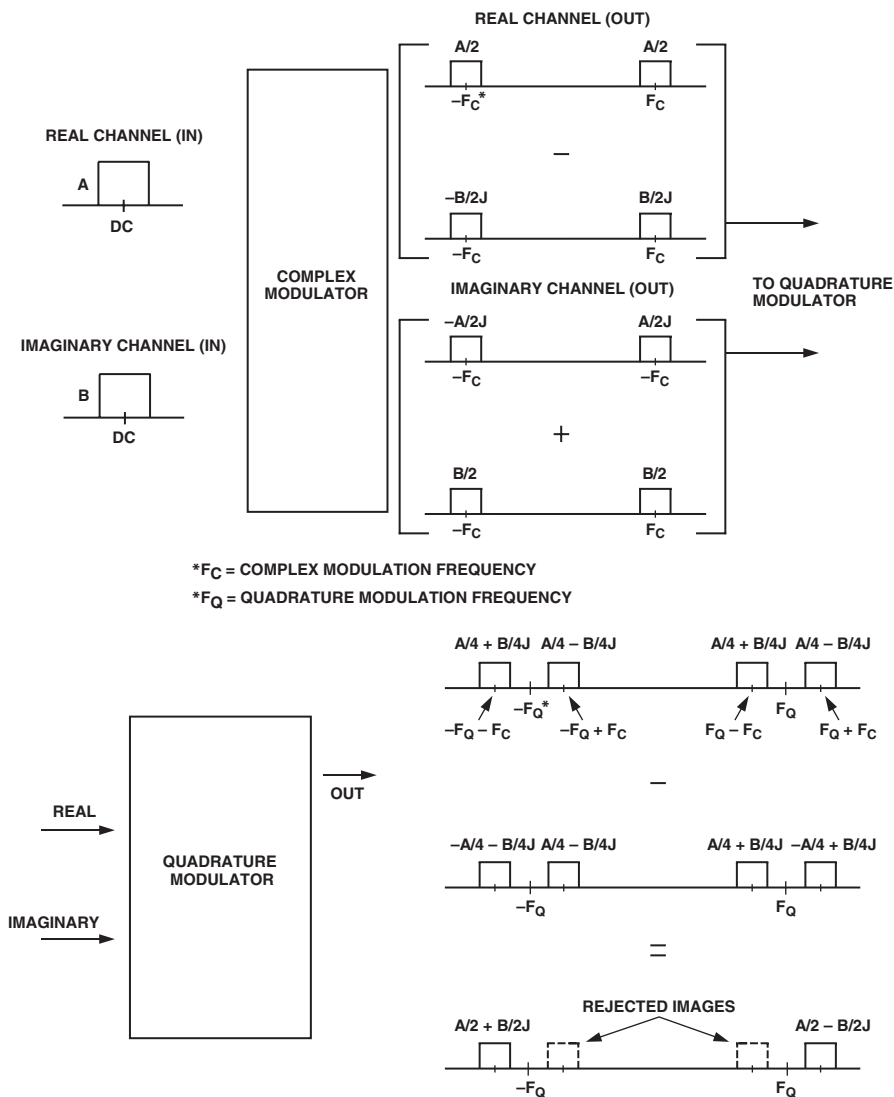 REAL CHANNEL (OUT)
A/2 A/2
–FC* FC
REAL CHANNEL (IN)
A
DC
–
–B/2J B/2J
–FC FC
COMPLEX
MODULATOR
TO QUADRATURE
MODULATOR
IMAGINARY CHANNEL (OUT)
–A/2J A/2J
–FC –FC
IMAGINARY CHANNEL (IN)
B
DC
+
B/2 B/2
–FC FC
*FC = COMPLEX MODULATION FREQUENCY
*FQ = QUADRATURE MODULATION FREQUENCY
A/4 + B/4J A/4 – B/4J A/4 + B/4J A/4 – B/4J
–FQ* FQ
–FQ – FC –FQ + FC FQ – FC FQ + FC
OUT
–
REAL
QUADRATURE
MODULATOR
–A/4 – B/4J A/4 – B/4J A/4 + B/4J –A/4 + B/4J
–FQ FQ
IMAGINARY
=
REJECTED IMAGES
A/2 + B/2J A/2 – B/2J
–FQ FQ